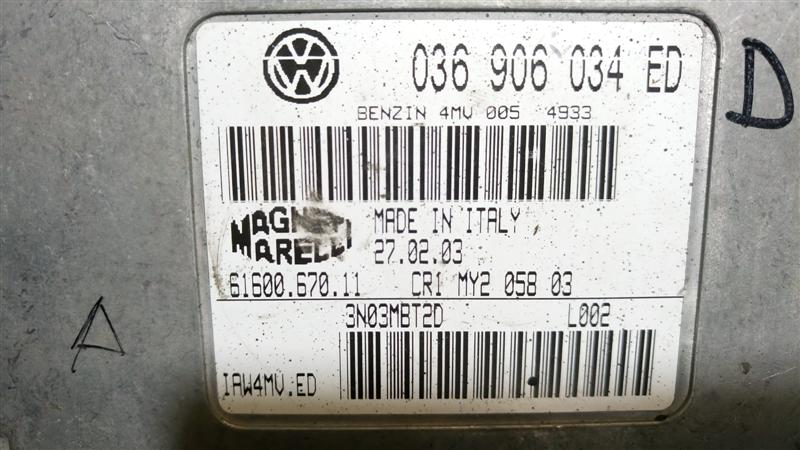 036 906 034 ED
BENZIN 4MV 005 4933
MAGNETI MARELLI
MADE IN ITALY
27.02.03
61600.670.11 CR1 MY2 058 03
3N03MBT2D L002
IAW4MV.ED
D
A